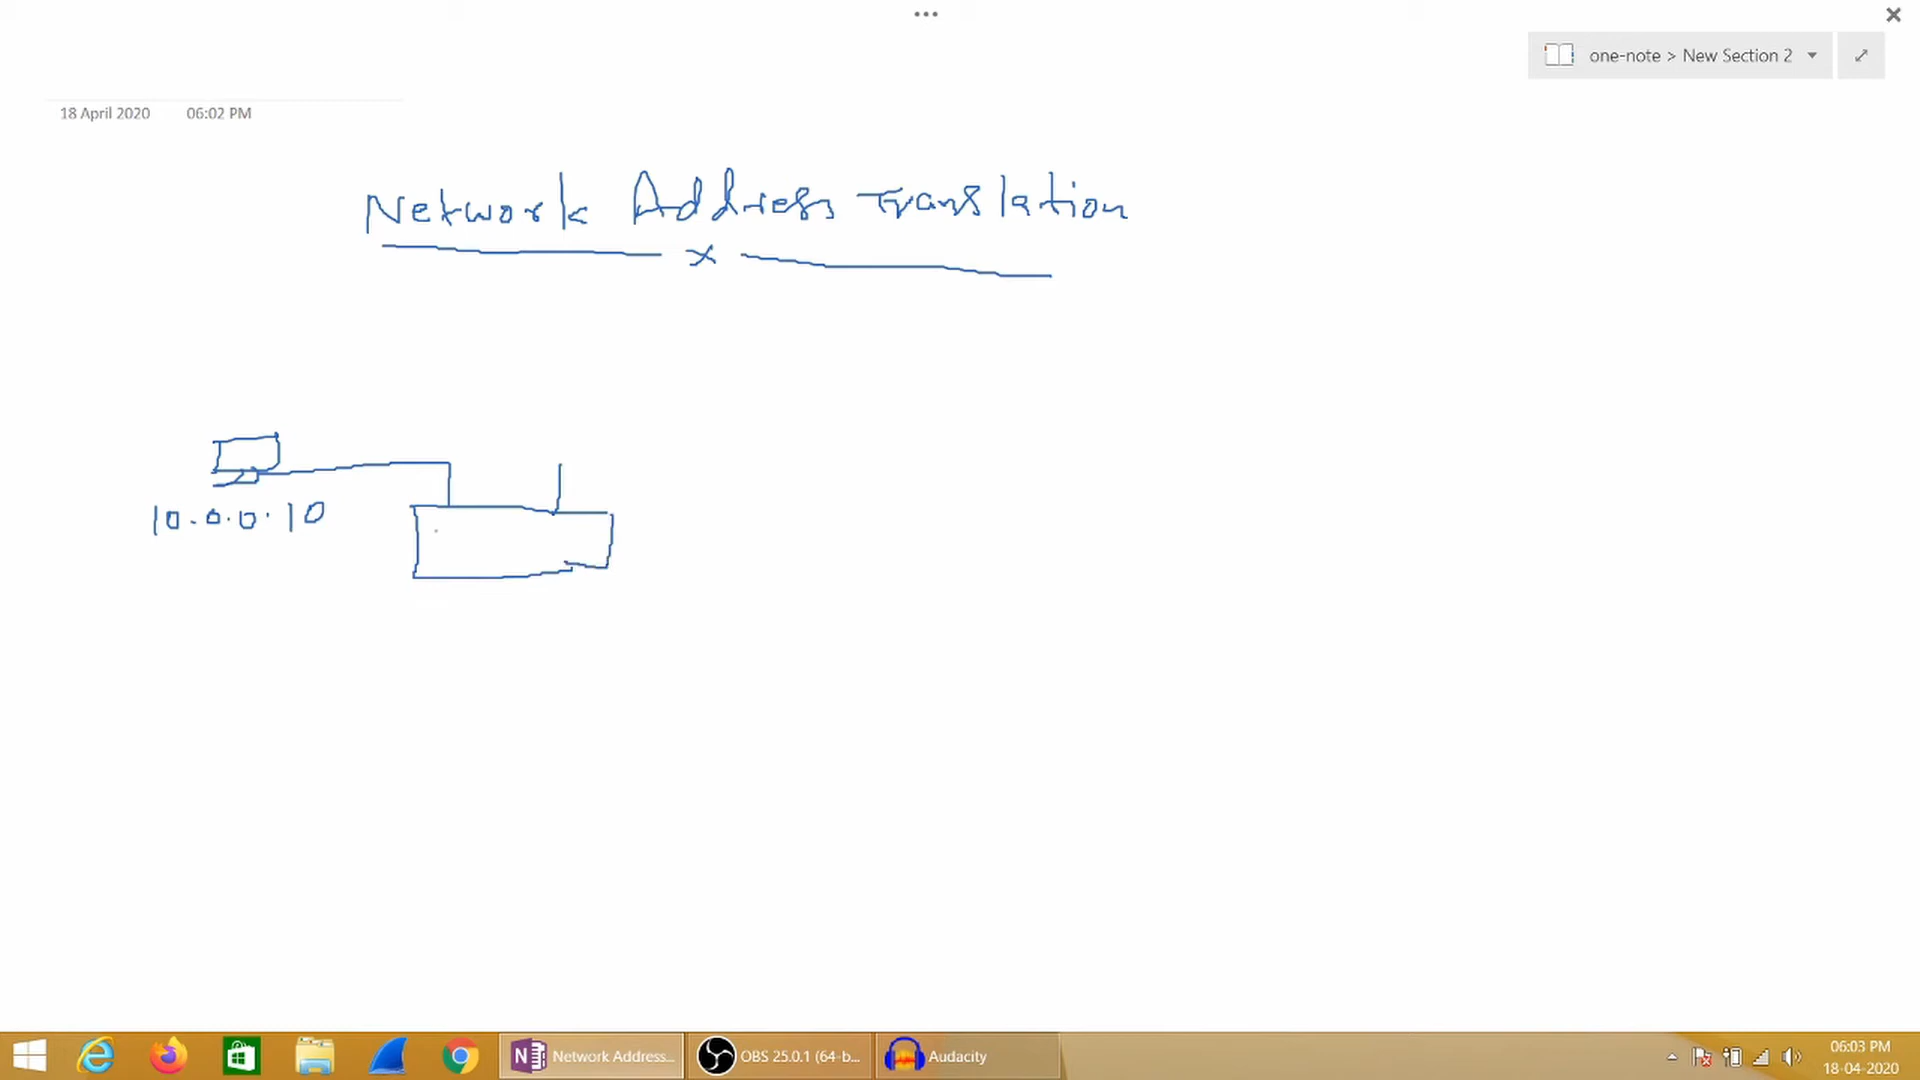 one-note > New Section 2
18 April 2020 06:02 PM
Network Address Translation
x
10.0.0.10
Network Address... OBS 25.0.1 (64-b... Audacity
06:03 PM
18-04-2020